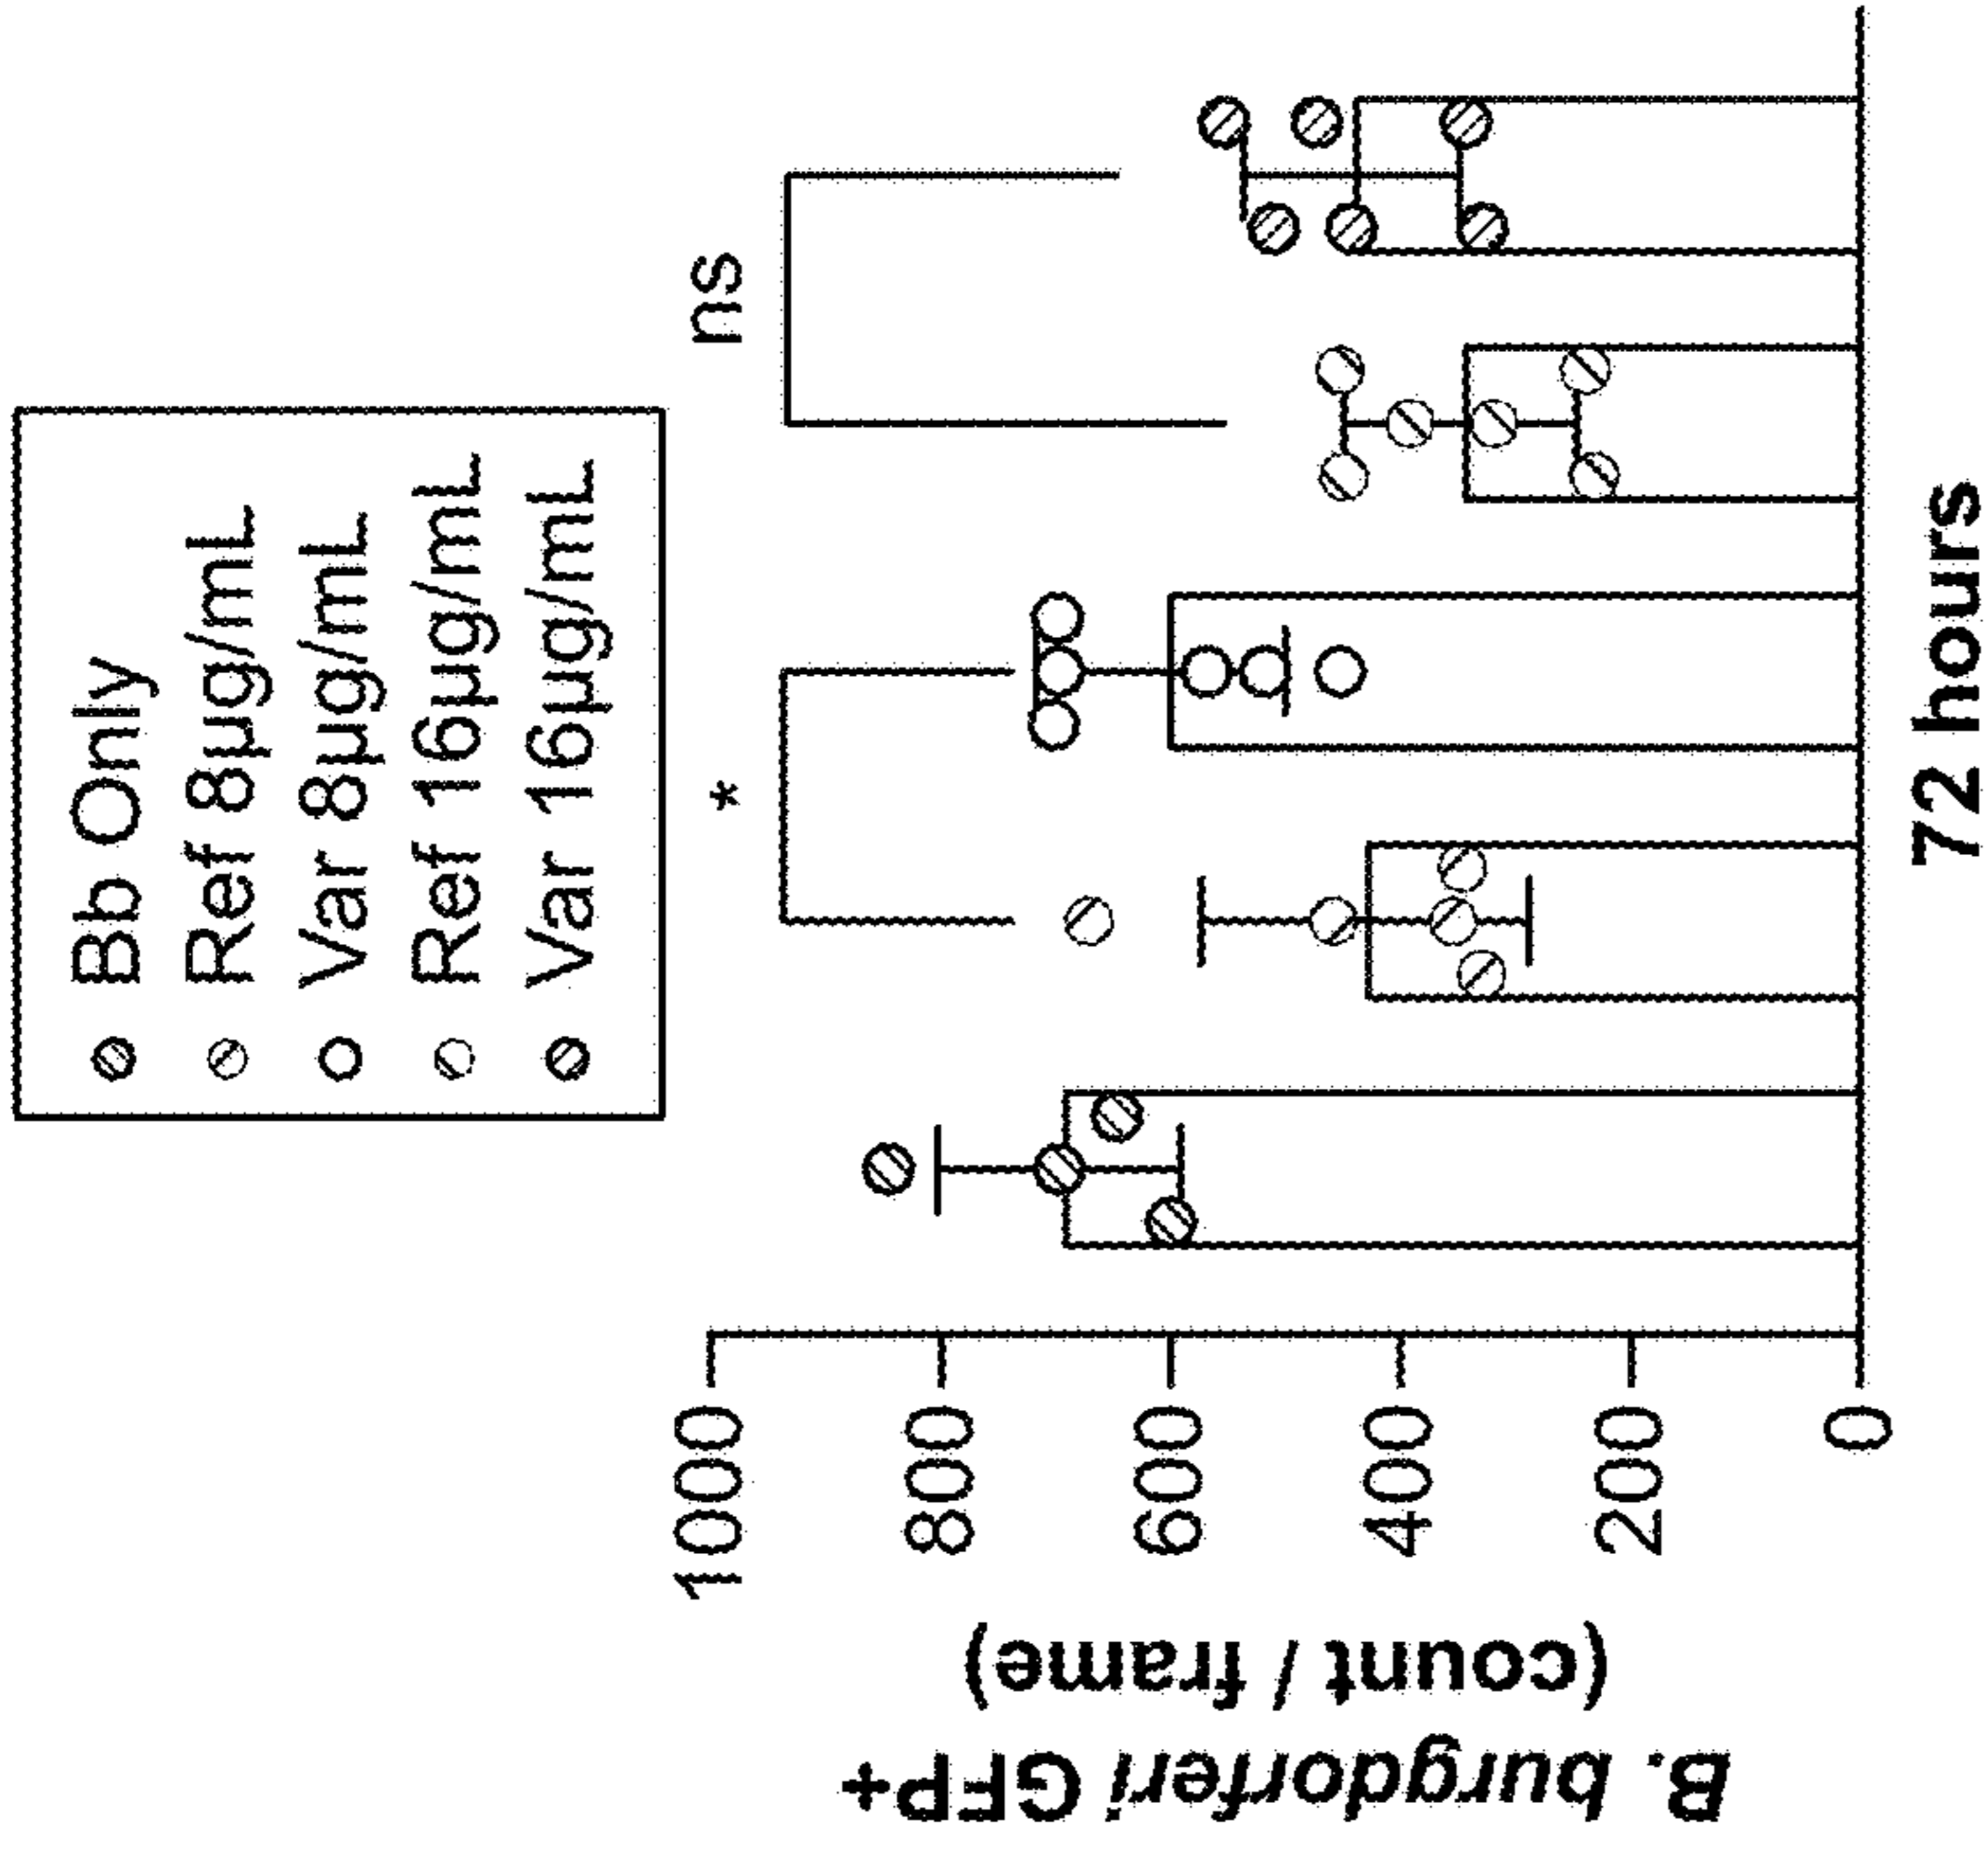 Bb Only
Ref 8µg/mL
Var 8µg/mL
Ref 16µg/mL
Var 16µg/mL
* ns
B. burgdorferi GFP+
(count / frame)
1000
800
600
400
200
0
72 hours